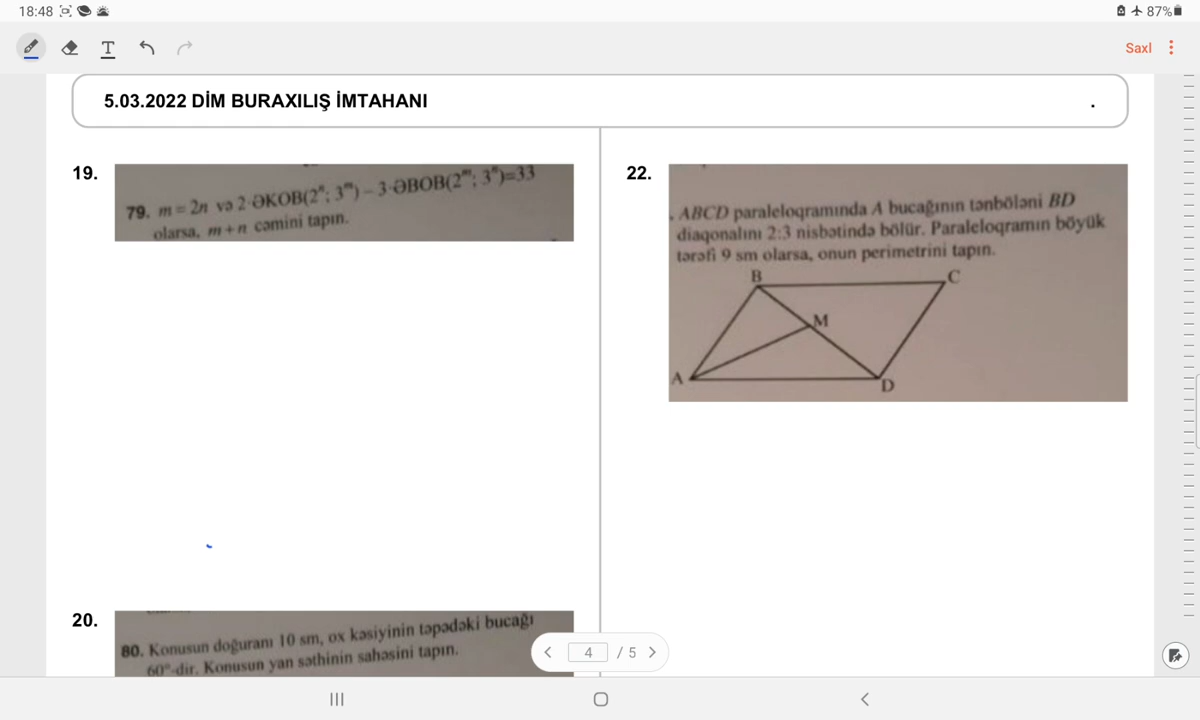 18:48
87%
T
Saxl
5.03.2022 DİM BURAXILIŞ İMTAHANI
.
19.
79. m = 2n və 2·ƏKOB(2ⁿ; 3ᵐ) – 3·ƏBOB(2ᵐ; 3ⁿ)=33
olarsa, m+n cəmini tapın.
22.
. ABCD paraleloqramında A bucağının tənböləni BD
diaqonalını 2:3 nisbətində bölür. Paraleloqramın böyük
tərəfi 9 sm olarsa, onun perimetrini tapın.
B
C
M
A
D
20.
80. Konusun doğuranı 10 sm, ox kəsiyinin təpədəki bucağı
60°-dir. Konusun yan səthinin sahəsini tapın.
4 / 5